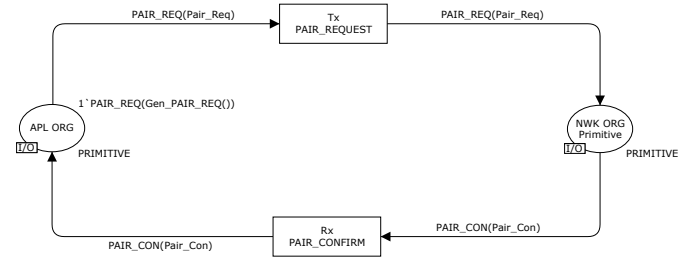 PAIR_REQ(Pair_Req)
Tx
PAIR_REQUEST
PAIR_REQ(Pair_Req)
1`PAIR_REQ(Gen_PAIR_REQ())
APL ORG
I/O
PRIMITIVE
NWK ORG
Primitive
I/O
PRIMITIVE
Rx
PAIR_CONFIRM
PAIR_CON(Pair_Con)
PAIR_CON(Pair_Con)